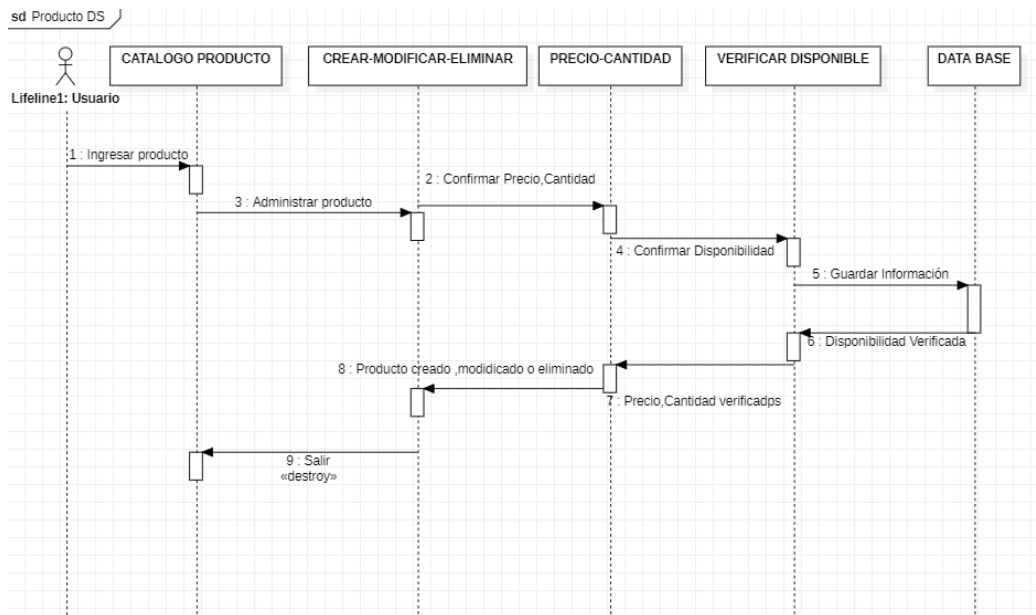 sd Producto DS
CATALOGO PRODUCTO
CREAR-MODIFICAR-ELIMINAR
PRECIO-CANTIDAD
VERIFICAR DISPONIBLE
DATA BASE
Lifeline1: Usuario
1 : Ingresar producto
2 : Confirmar Precio,Cantidad
3 : Administrar producto
4 : Confirmar Disponibilidad
5 : Guardar Información
6 : Disponibilidad Verificada
8 : Producto creado ,modidicado o eliminado
7 : Precio,Cantidad verificadps
9 : Salir
«destroy»